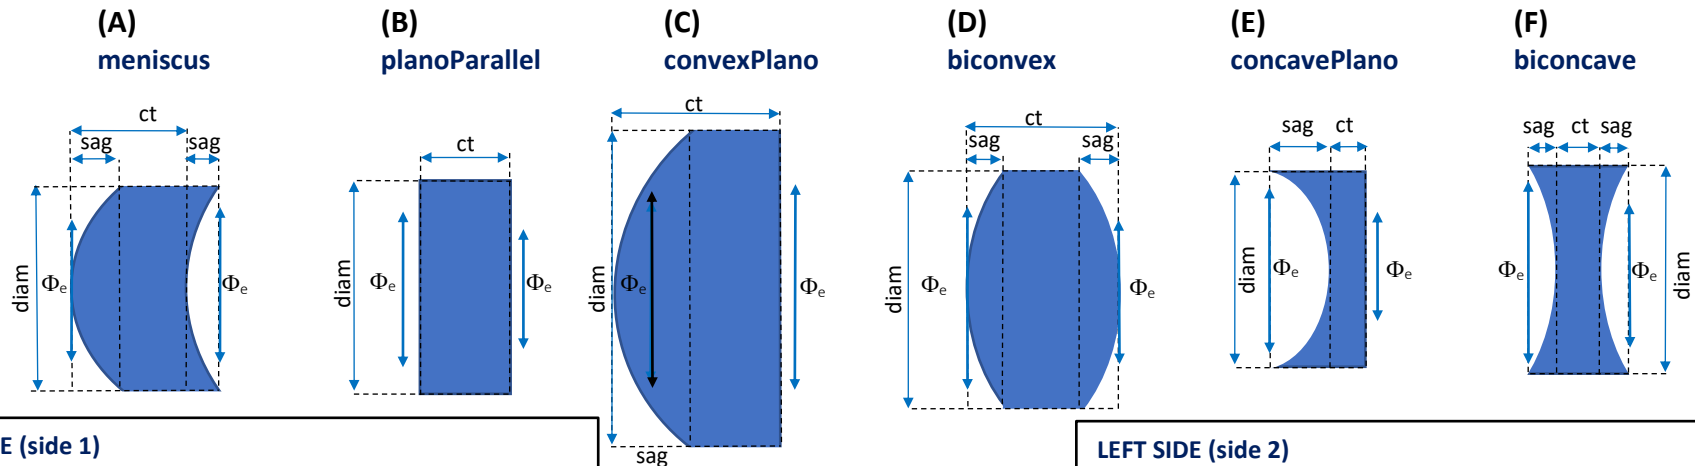 (A)
meniscus
(B)
planoParallel
(C)
convexPlano
(D)
biconvex
(E)
concavePlano
(F)
biconcave
ct
sag
sag
diam
Φe
Φe
ct
diam
Φe
Φe
ct
diam
Φe
Φe
sag
ct
sag
sag
diam
Φe
Φe
sag
ct
diam
Φe
Φe
sag
ct
sag
Φe
Φe
diam
E (side 1)
LEFT SIDE (side 2)